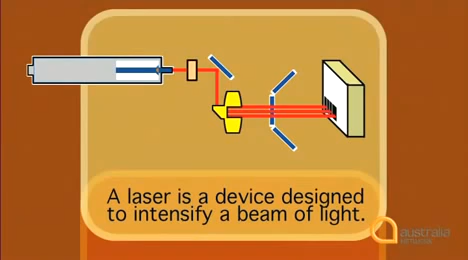 A laser is a device designed
to intensify a beam of light.
australia
NETWORK